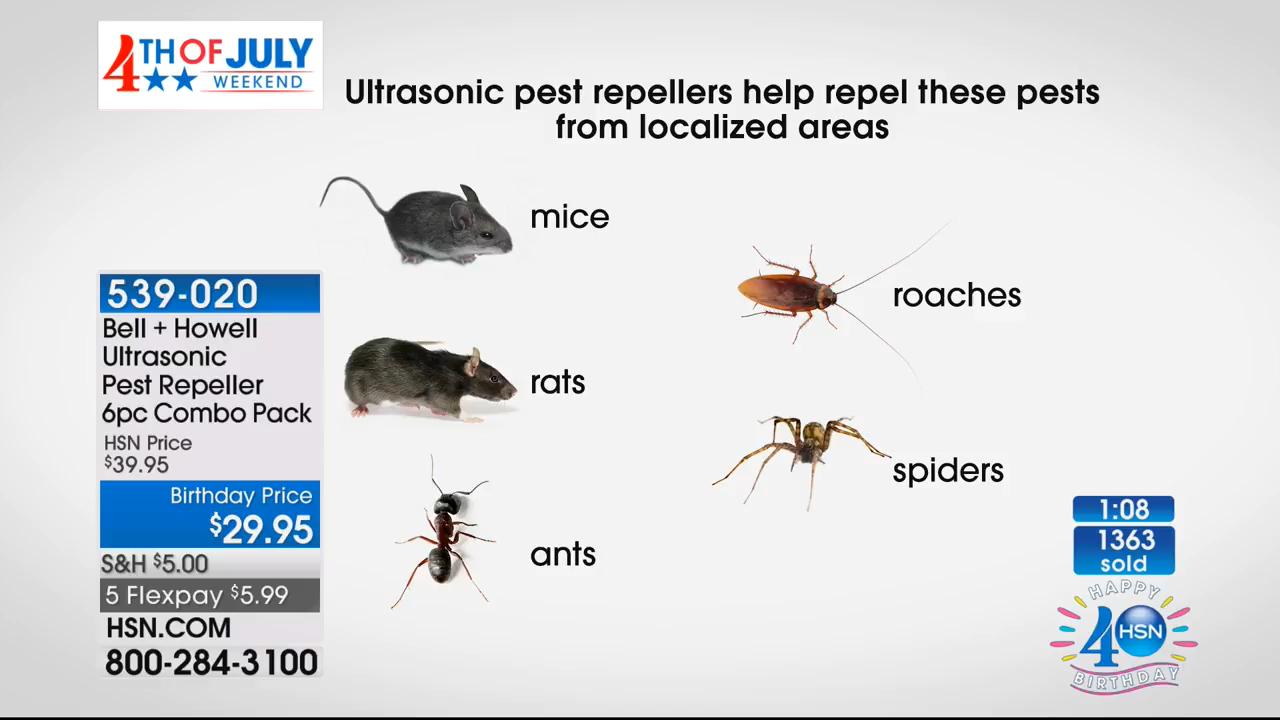 4TH OF JULY
WEEKEND
Ultrasonic pest repellers help repel these pests
from localized areas
mice
roaches
rats
spiders
ants
539-020
Bell + Howell
Ultrasonic
Pest Repeller
6pc Combo Pack
HSN Price
$39.95
Birthday Price
$29.95
S&H $5.00
5 Flexpay $5.99
HSN.COM
800-284-3100
1:08
1363
sold
HAPPY
40 HSN
BIRTHDAY